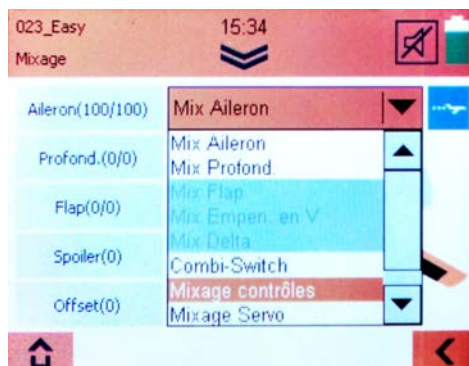 023_Easy
15:34
Mixage
Aileron(100/100)
Mix Aileron
Profond.(0/0)
Mix Aileron
Mix Profond.
Flap(0/0)
Mix Flap
Mix Empen. en V
Mix Delta
Spoiler(0)
Combi-Switch
Offset(0)
Mixage contrôles
Mixage Servo